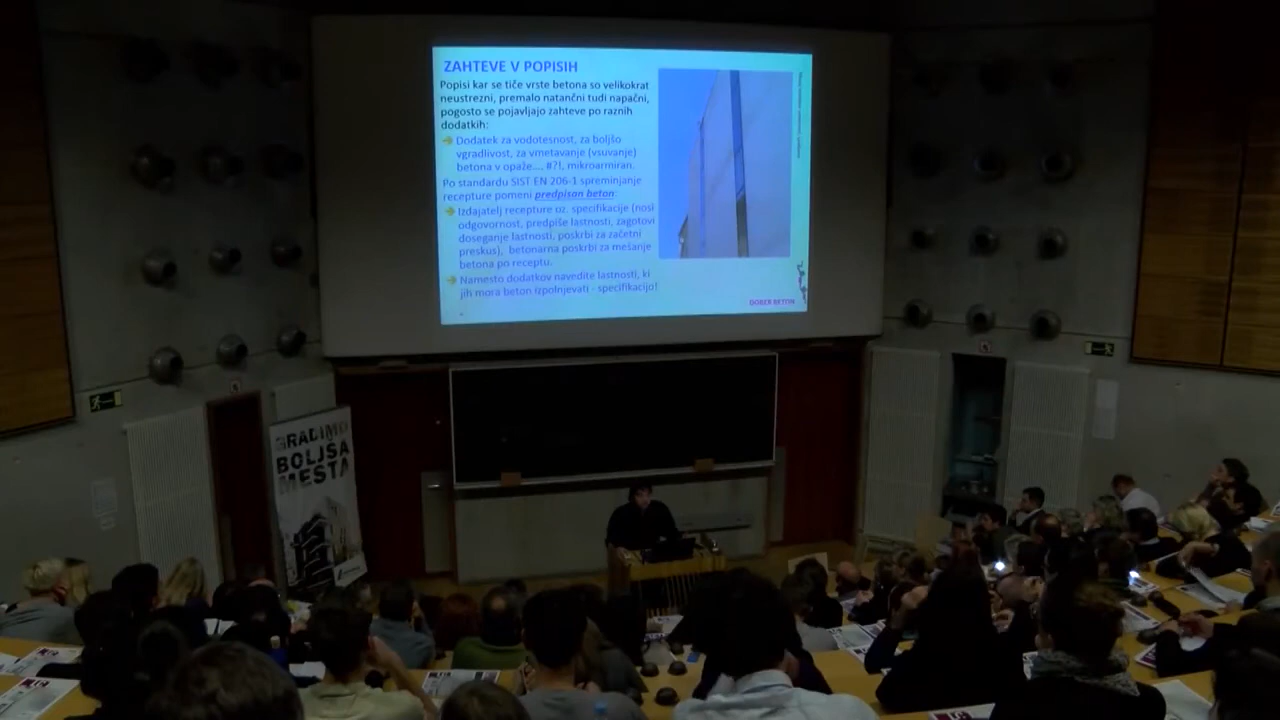 ZAHTEVE V POPISIH
Popisi kar se tiče vrste betona so velikokrat
neustrezni, premalo natančni tudi napačni,
pogosto se pojavljajo zahteve po raznih
dodatkih:
Dodatek za vodotesnost, za boljšo
vgradljivost, za vmetavanje (vsuvanje)
betona v opaže.... #?!, mikroarmiran.
Po standardu SIST EN 206-1 spreminjanje
recepture pomeni predpisan beton:
Izdajatelj recepture oz. specifikacije (nosi
odgovornost, predpiše lastnosti, zagotovi
doseganje lastnosti, poskrbi za začetni
preskus), betonarna poskrbi za mešanje
betona po receptu.
Namesto dodatkov navedite lastnosti, ki
jih mora beton izpolnjevati - specifikacijo!
DOBER BETON
GRADIMO
BOLJŠA
MESTA